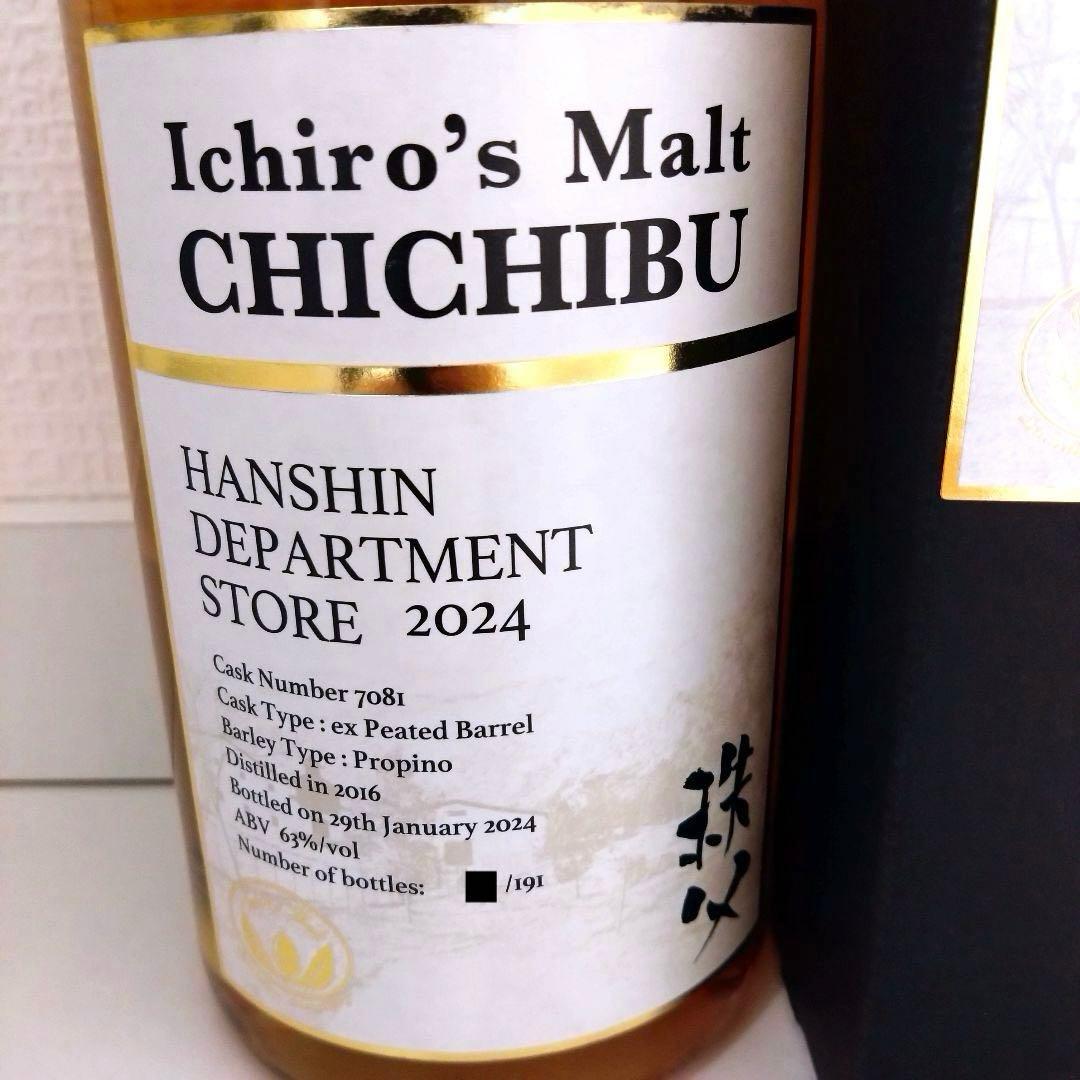 Ichiro's Malt
CHICHIBU
HANSHIN
DEPARTMENT
STORE 2024
Cask Number 7081
Cask Type : ex Peated Barrel
Barley Type : Propino
Distilled in 2016
Bottled on 29th January 2024
ABV 63%/vol
Number of bottles: /191
秩父